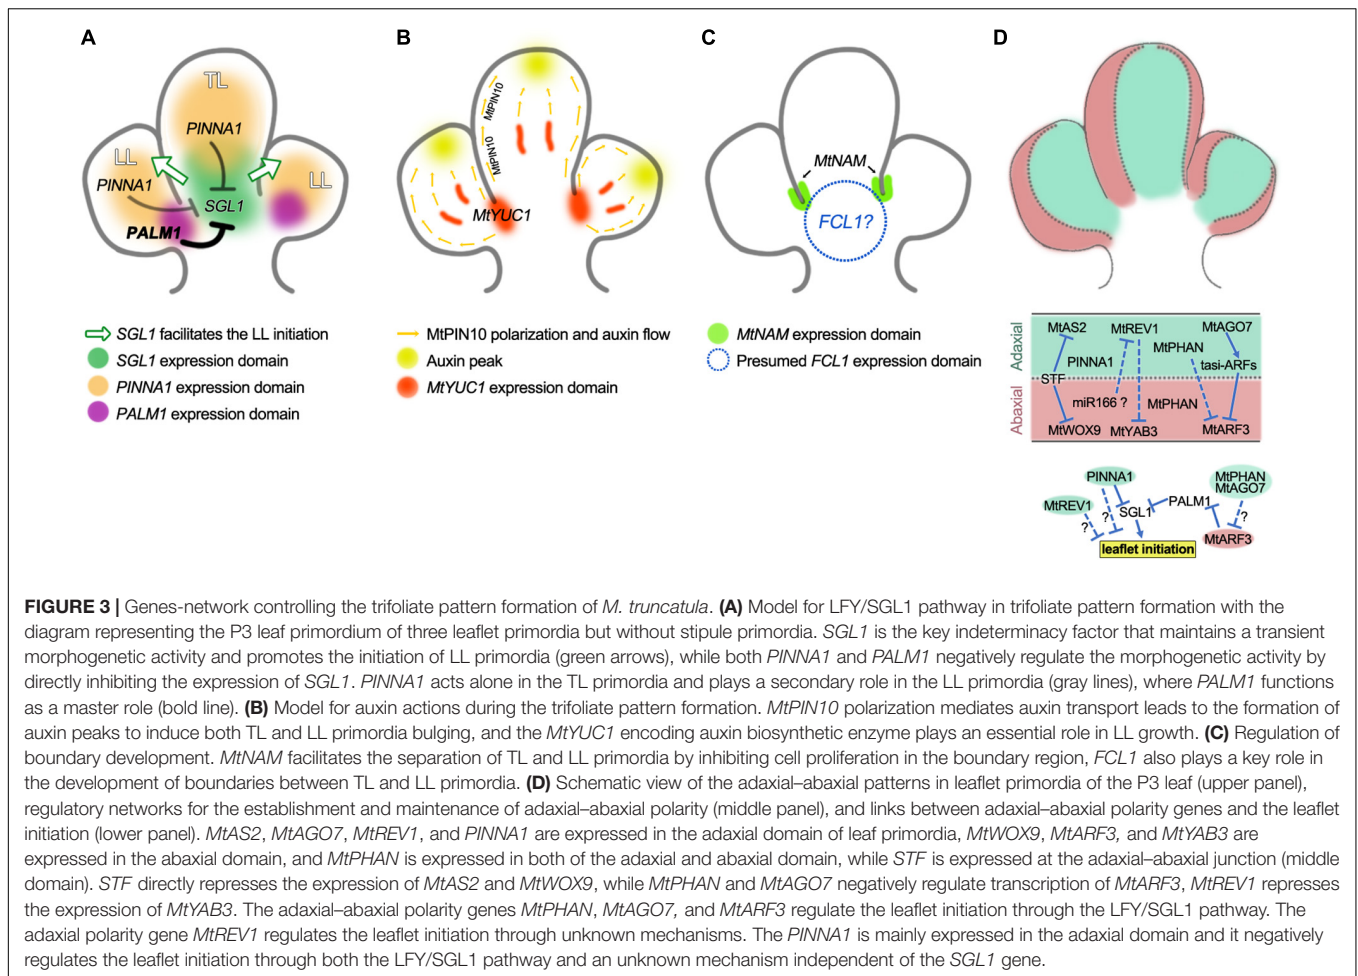 A
B
C
D
TL
PINNA1
LL
PINNA1
LL
SGL1
PALM1
MtPIN10
MtPIN10
MtYUC1
MtNAM
FCL1?
SGL1 facilitates the LL initiation
SGL1 expression domain
PINNA1 expression domain
PALM1 expression domain
MtPIN10 polarization and auxin flow
Auxin peak
MtYUC1 expression domain
MtNAM expression domain
Presumed FCL1 expression domain
Adaxial
Abaxial
MtAS2 MtREV1 MtAGO7
MtPHAN
PINNA1 tasi-ARFs
STF
miR166 ? MtPHAN
MtWOX9 MtYAB3 MtARF3
PINNA1 MtPHAN
MtAGO7
MtREV1 SGL1 PALM1
? ? ?
MtARF3
leaflet initiation
FIGURE 3 | Genes-network controlling the trifoliate pattern formation of M. truncatula. (A) Model for LFY/SGL1 pathway in trifoliate pattern formation with the
diagram representing the P3 leaf primordium of three leaflet primordia but without stipule primordia. SGL1 is the key indeterminacy factor that maintains a transient
morphogenetic activity and promotes the initiation of LL primordia (green arrows), while both PINNA1 and PALM1 negatively regulate the morphogenetic activity by
directly inhibiting the expression of SGL1. PINNA1 acts alone in the TL primordia and plays a secondary role in the LL primordia (gray lines), where PALM1 functions
as a master role (bold line). (B) Model for auxin actions during the trifoliate pattern formation. MtPIN10 polarization mediates auxin transport leads to the formation of
auxin peaks to induce both TL and LL primordia bulging, and the MtYUC1 encoding auxin biosynthetic enzyme plays an essential role in LL growth. (C) Regulation of
boundary development. MtNAM facilitates the separation of TL and LL primordia by inhibiting cell proliferation in the boundary region, FCL1 also plays a key role in
the development of boundaries between TL and LL primordia. (D) Schematic view of the adaxial–abaxial patterns in leaflet primordia of the P3 leaf (upper panel),
regulatory networks for the establishment and maintenance of adaxial–abaxial polarity (middle panel), and links between adaxial–abaxial polarity genes and the leaflet
initiation (lower panel). MtAS2, MtAGO7, MtREV1, and PINNA1 are expressed in the adaxial domain of leaf primordia, MtWOX9, MtARF3, and MtYAB3 are
expressed in the abaxial domain, and MtPHAN is expressed in both of the adaxial and abaxial domain, while STF is expressed at the adaxial–abaxial junction (middle
domain). STF directly represses the expression of MtAS2 and MtWOX9, while MtPHAN and MtAGO7 negatively regulate transcription of MtARF3, MtREV1 represses
the expression of MtYAB3. The adaxial–abaxial polarity genes MtPHAN, MtAGO7, and MtARF3 regulate the leaflet initiation through the LFY/SGL1 pathway. The
adaxial polarity gene MtREV1 regulates the leaflet initiation through unknown mechanisms. The PINNA1 is mainly expressed in the adaxial domain and it negatively
regulates the leaflet initiation through both the LFY/SGL1 pathway and an unknown mechanism independent of the SGL1 gene.